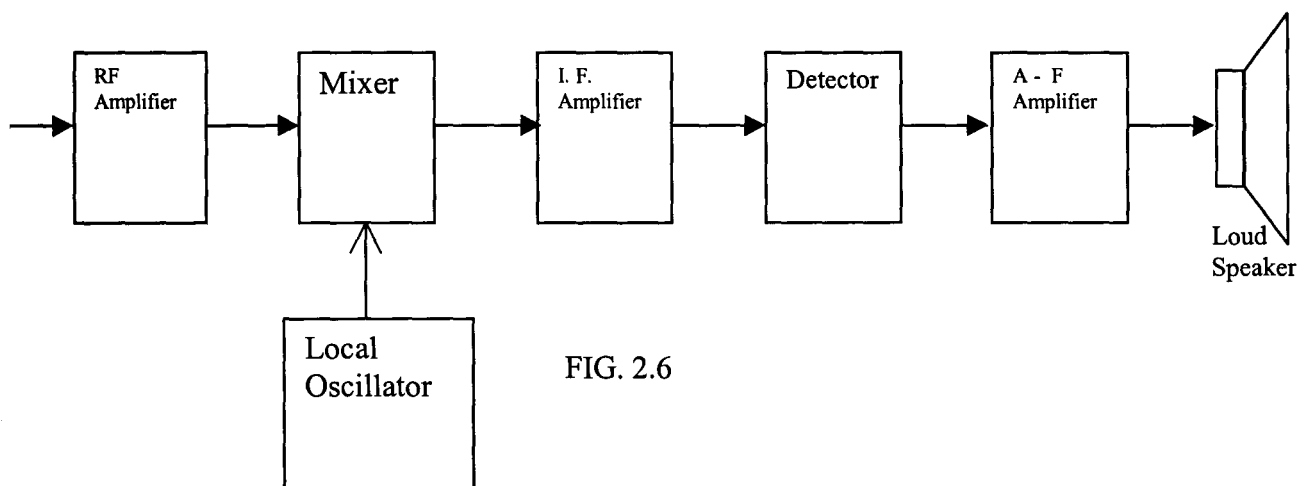 RF
Amplifier
Mixer
I. F.
Amplifier
Detector
A - F
Amplifier
Loud
Speaker
Local
Oscillator
FIG. 2.6